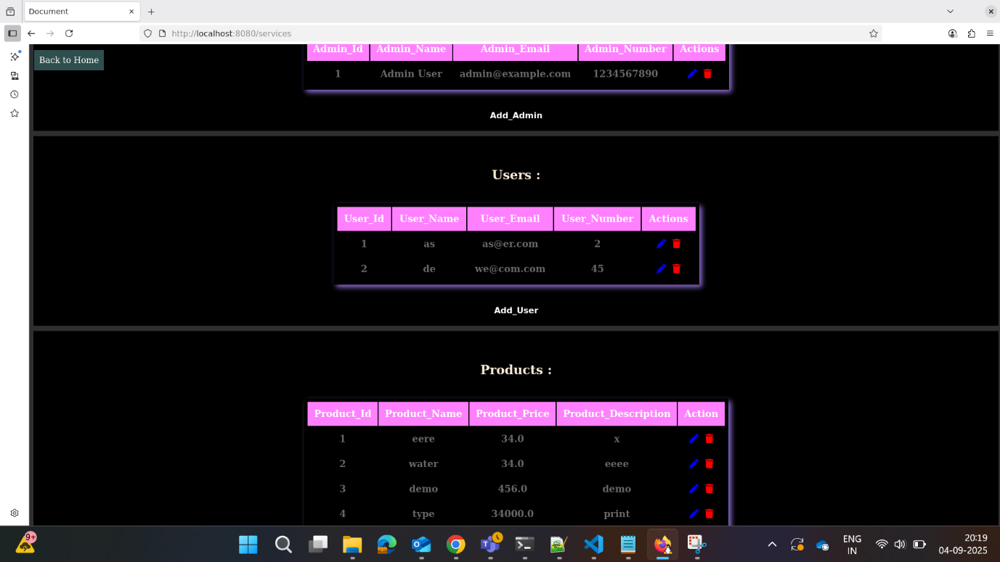 Document
http://localhost:8080/services
Back to Home
Admin_Id Admin_Name Admin_Email Admin_Number Actions
1 Admin User admin@example.com 1234567890
Add_Admin
Users :
User_Id User_Name User_Email User_Number Actions
1 as as@er.com 2
2 de we@com.com 45
Add_User
Products :
Product_Id Product_Name Product_Price Product_Description Action
1 eere 34.0 x
2 water 34.0 eeee
3 demo 456.0 demo
4 type 34000.0 print
9+
ENG
IN
20:19
04-09-2025